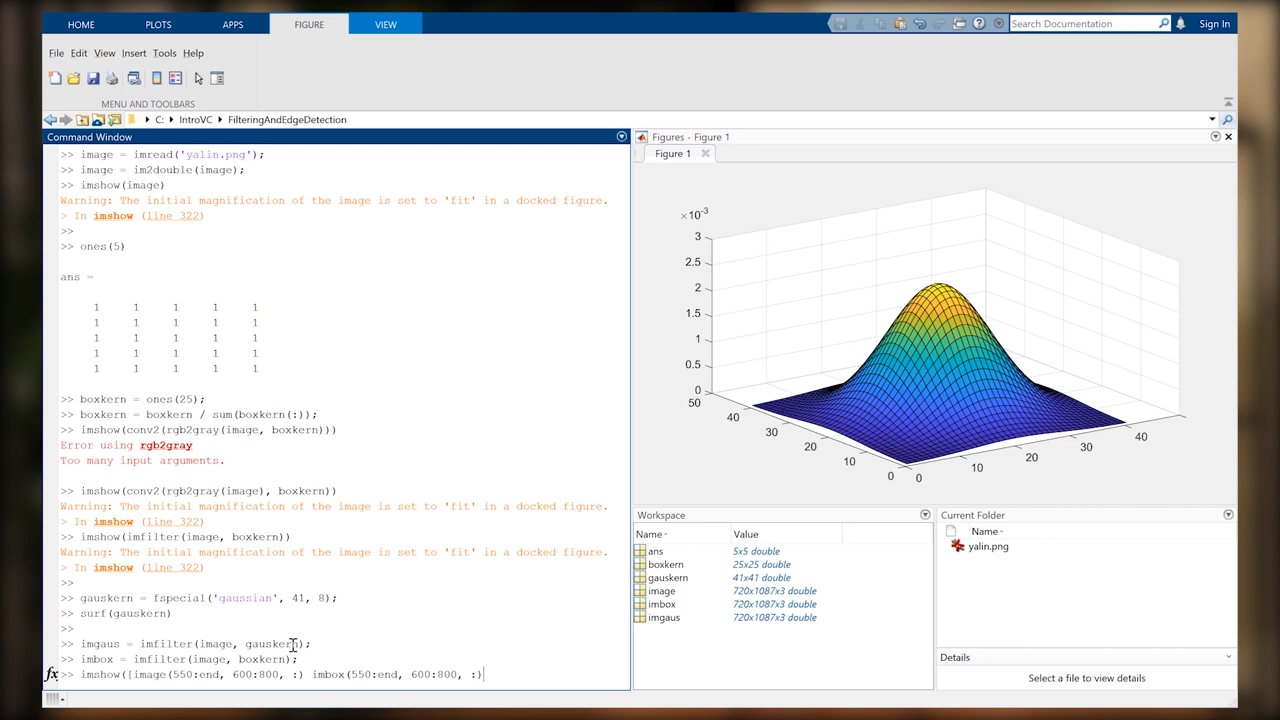 HOME PLOTS APPS FIGURE VIEW Search Documentation Sign In
File Edit View Insert Tools Help
MENU AND TOOLBARS
C: IntroVC FilteringAndEdgeDetection
Command Window
>> image = imread('yalin.png');
>> image = im2double(image);
>> imshow(image)
Warning: The initial magnification of the image is set to 'fit' in a docked figure.
> In imshow (line 322)
>>
>> ones(5)
ans =
1 1 1 1 1
1 1 1 1 1
1 1 1 1 1
1 1 1 1 1
1 1 1 1 1
>> boxkern = ones(25);
>> boxkern = boxkern / sum(boxkern(:));
>> imshow(conv2(rgb2gray(image, boxkern)))
Error using rgb2gray
Too many input arguments.
>> imshow(conv2(rgb2gray(image), boxkern))
Warning: The initial magnification of the image is set to 'fit' in a docked figure.
> In imshow (line 322)
>> imshow(imfilter(image, boxkern))
Warning: The initial magnification of the image is set to 'fit' in a docked figure.
> In imshow (line 322)
>>
>> gauskern = fspecial('gaussian', 41, 8);
>> surf(gauskern)
>>
>> imgaus = imfilter(image, gauskern);
>> imbox = imfilter(image, boxkern);
fx >> imshow([image(550:end, 600:800, :) imbox(550:end, 600:800, :)
Figures - Figure 1
Figure 1
×10-3
3
2.5
2
1.5
1
0.5
0
50
40
30
20
10
0
0
10
20
30
40
Workspace
Name Value
ans 5x5 double
boxkern 25x25 double
gauskern 41x41 double
image 720x1087x3 double
imbox 720x1087x3 double
imgaus 720x1087x3 double
Current Folder
Name
yalin.png
Details
Select a file to view details